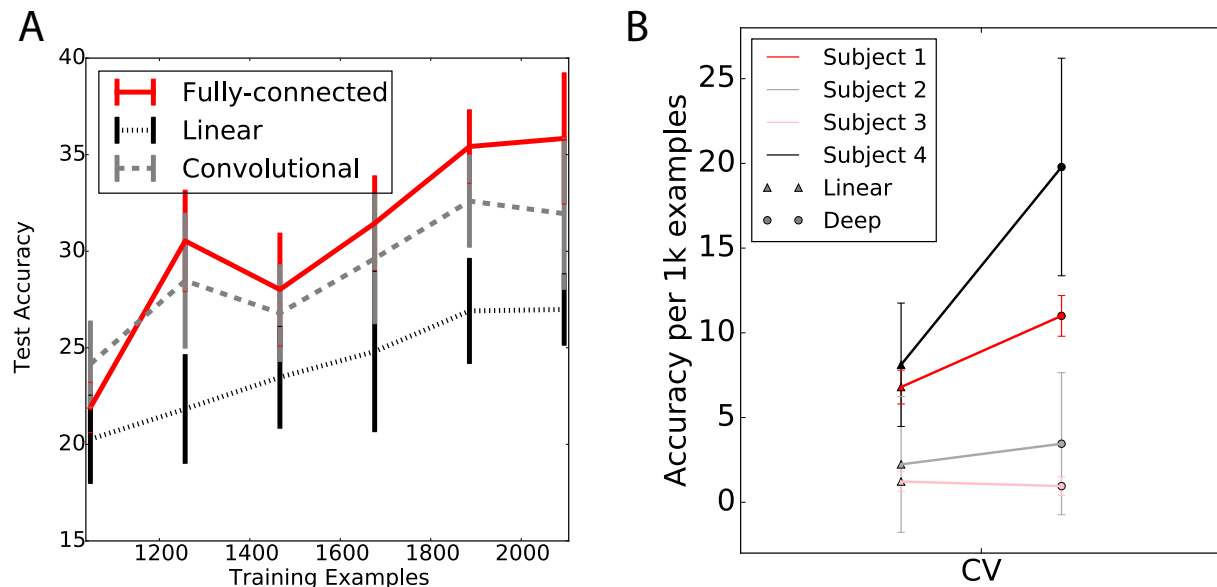 A
40
35
30
25
20
15
Test Accuracy
Fully-connected
Linear
Convolutional
1200
1400
1600
1800
2000
Training Examples
B
25
20
15
10
5
0
Accuracy per 1k examples
Subject 1
Subject 2
Subject 3
Subject 4
Linear
Deep
CV